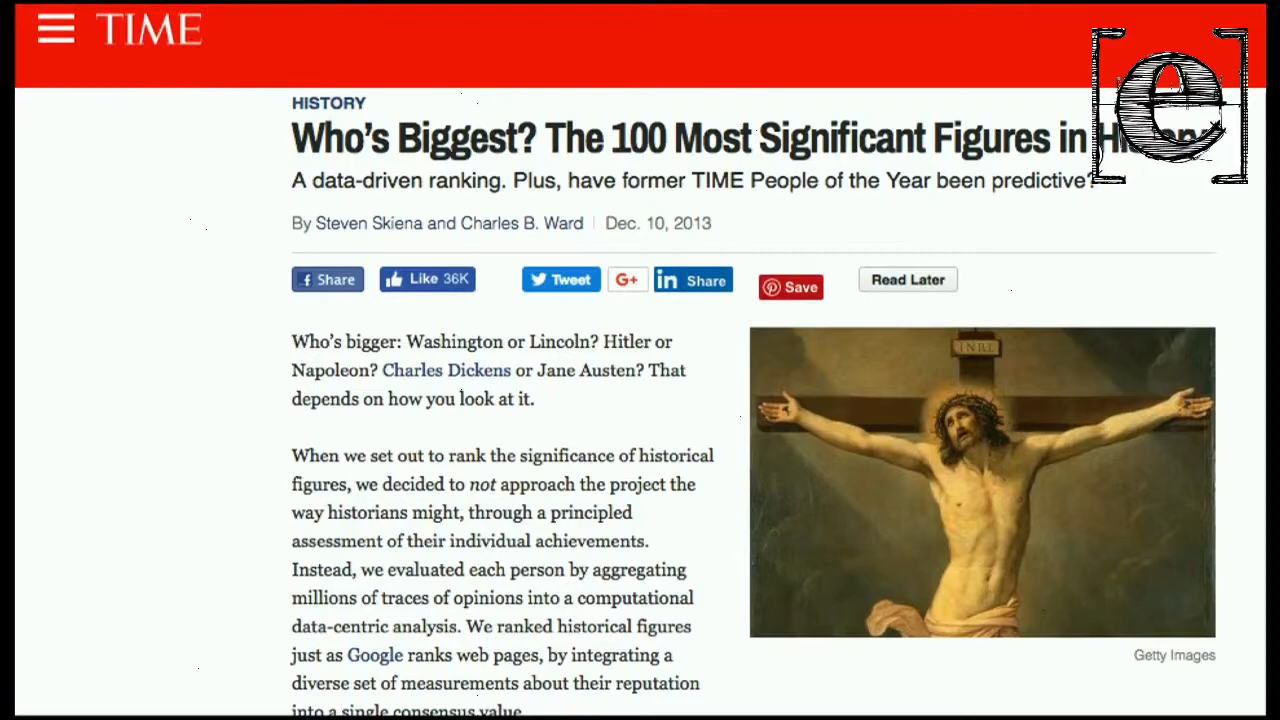 TIME
HISTORY
Who's Biggest? The 100 Most Significant Figures in
A data-driven ranking. Plus, have former TIME People of the Year been predictive?
By Steven Skiena and Charles B. Ward | Dec. 10, 2013
Share Like 36K Tweet G+ in Share Save Read Later
Who's bigger: Washington or Lincoln? Hitler or
Napoleon? Charles Dickens or Jane Austen? That
depends on how you look at it.
When we set out to rank the significance of historical
figures, we decided to not approach the project the
way historians might, through a principled
assessment of their individual achievements.
Instead, we evaluated each person by aggregating
millions of traces of opinions into a computational
data-centric analysis. We ranked historical figures
just as Google ranks web pages, by integrating a
diverse set of measurements about their reputation
into a single consensus value.
INRI
Getty Images
[e]